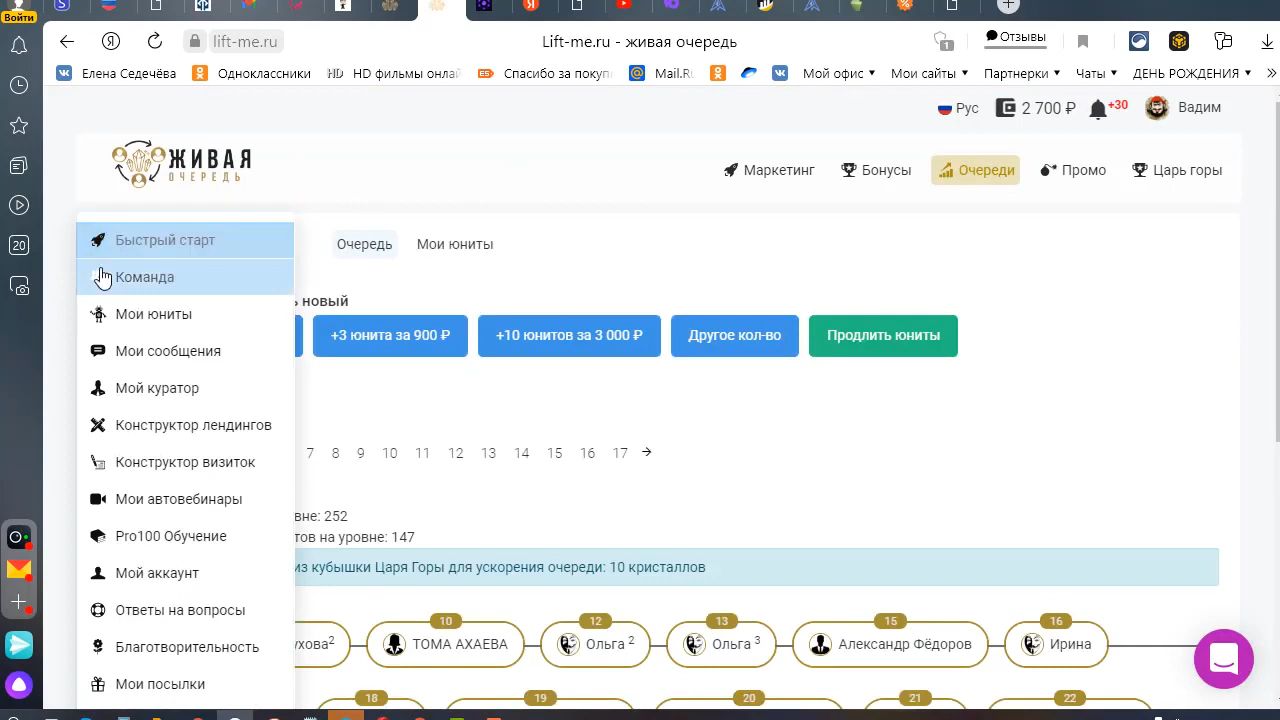 Войти
lift-me.ru
Lift-me.ru - живая очередь
1
Отзывы
Елена Седечёва
Одноклассники
HD
HD фильмы онлай
Спасибо за покупк
Mail.Ru
Мой офис
Мои сайты
Партнерки
Чаты
ДЕНЬ РОЖДЕНИЯ
»
Рус
2 700 ₽
+30
Вадим
ЖИВАЯ
ОЧЕРЕДЬ
Маркетинг
Бонусы
Очереди
Промо
Царь горы
20
Быстрый старт
Команда
Мои юниты
Мои сообщения
Мой куратор
Конструктор лендингов
Конструктор визиток
Мои автовебинары
Pro100 Обучение
Мой аккаунт
Ответы на вопросы
Благотворительность
Мои посылки
Очередь
Мои юниты
ь новый
+3 юнита за 900 ₽
+10 юнитов за 3 000 ₽
Другое кол-во
Продлить юниты
7 8 9 10 11 12 13 14 15 16 17 →
вне: 252
тов на уровне: 147
из кубышки Царя Горы для ускорения очереди: 10 кристаллов
10
12
13
15
16
ухова²
ТОМА АХАЕВА
Ольга ²
Ольга ³
Александр Фёдоров
Ирина
18
19
20
21
22